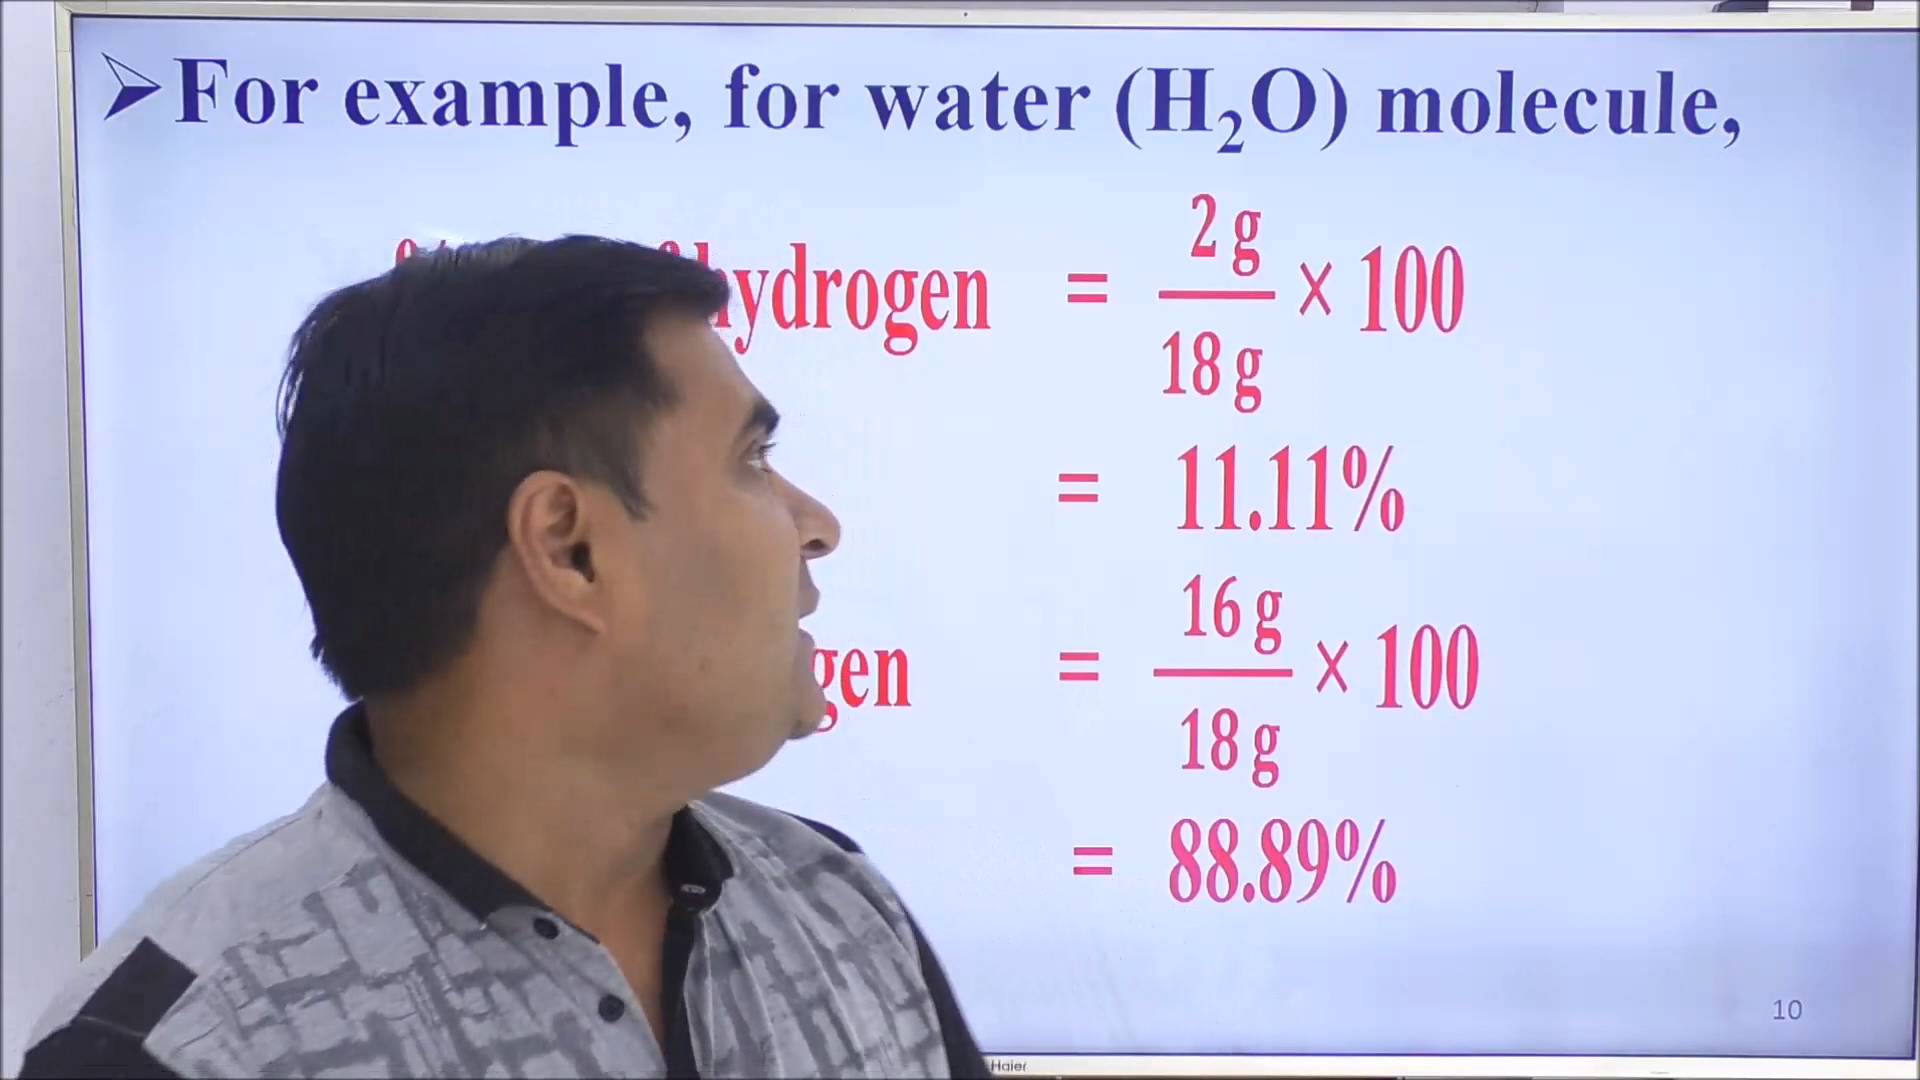 ➢For example, for water (H₂O) molecule,
hydrogen = 2 g / 18 g × 100
= 11.11%
= 16 g / 18 g × 100
= 88.89%
10
Haier